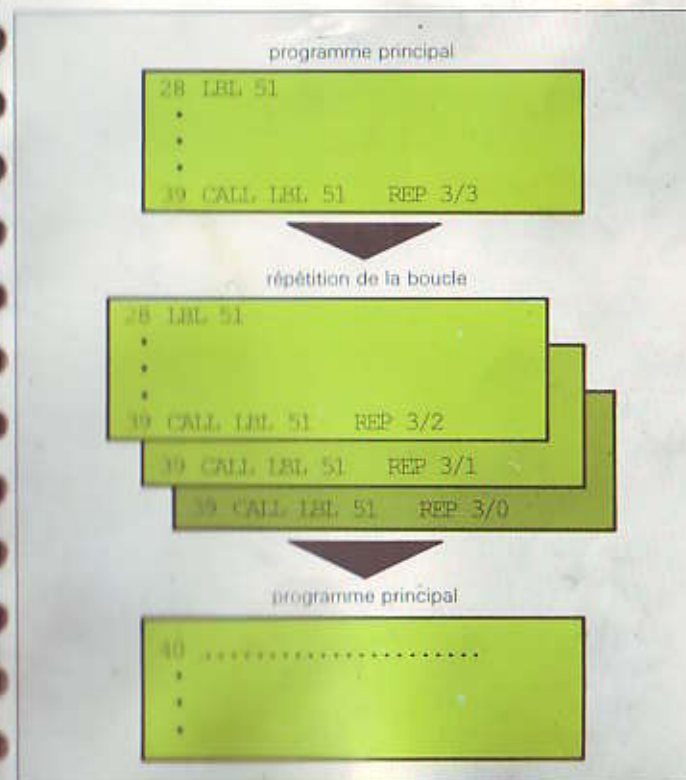 programme principal
28 LBL 51
39 CALL LBL 51 REP 3/3
répétition de la boucle
28 LBL 51
39 CALL LBL 51 REP 3/2
39 CALL LBL 51 REP 3/1
39 CALL LBL 51 REP 3/0
programme principal
40 ......................